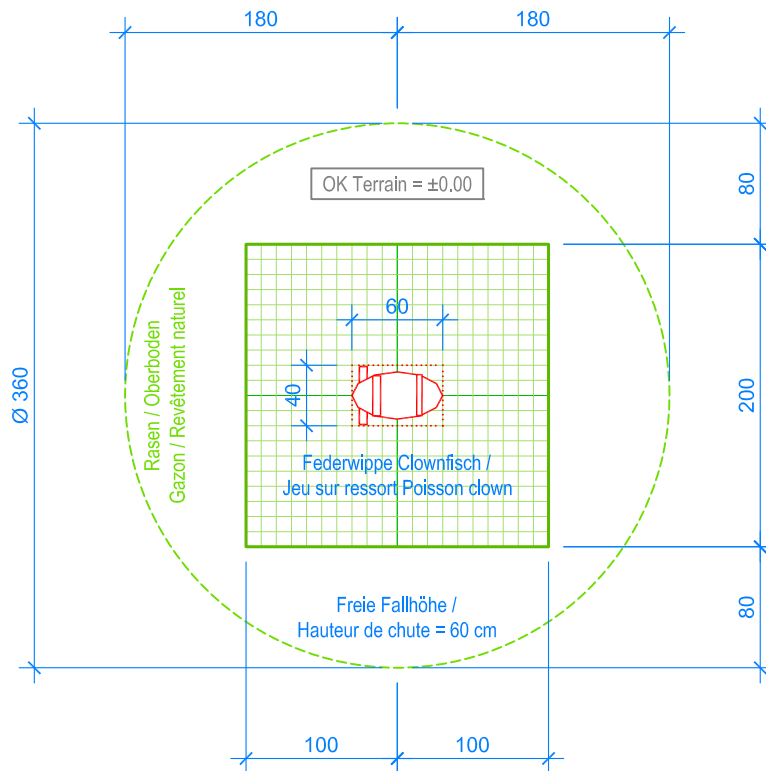 180
180
80
OK Terrain = ±0.00
60
Ø 360
Rasen / Oberboden
Gazon / Revêtement naturel
40
200
Federwippe Clownfisch /
Jeu sur ressort Poisson clown
Freie Fallhöhe /
Hauteur de chute = 60 cm
80
100
100